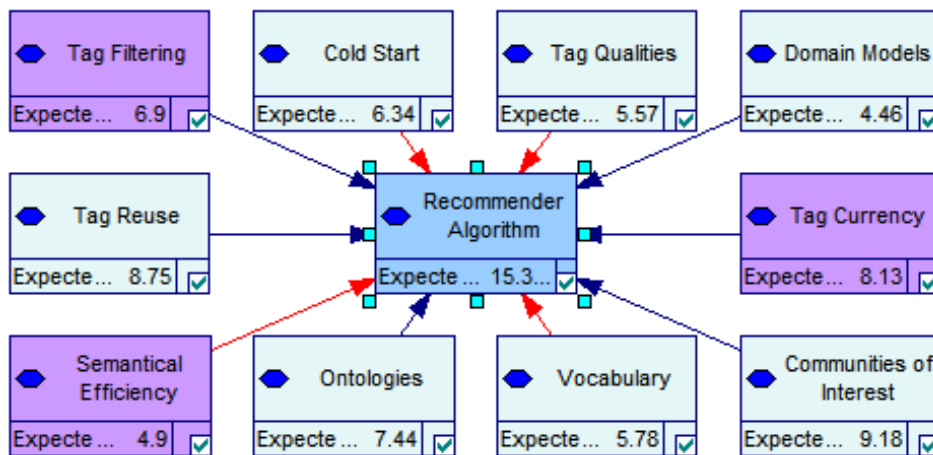 Tag Filtering
Expecte... 6.9
Cold Start
Expecte... 6.34
Tag Qualities
Expecte... 5.57
Domain Models
Expecte... 4.46
Tag Reuse
Expecte... 8.75
Recommender
Algorithm
Expecte ... 15.3...
Tag Currency
Expecte... 8.13
Semantical
Efficiency
Expecte ... 4.9
Ontologies
Expecte... 7.44
Vocabulary
Expecte... 5.78
Communities of
Interest
Expecte... 9.18